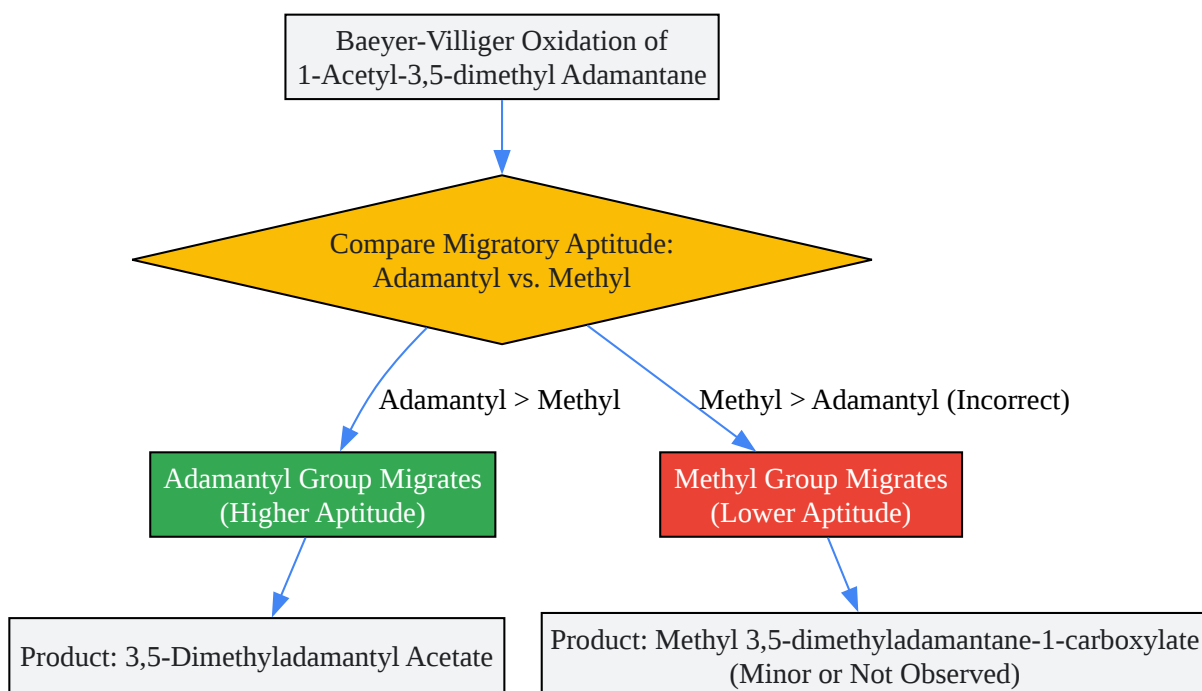 Baeyer-Villiger Oxidation of
1-Acetyl-3,5-dimethyl Adamantane
Compare Migratory Aptitude:
Adamantyl vs. Methyl
Adamantyl > Methyl
Methyl > Adamantyl (Incorrect)
Adamantyl Group Migrates
(Higher Aptitude)
Methyl Group Migrates
(Lower Aptitude)
Product: 3,5-Dimethyladamantyl Acetate
Product: Methyl 3,5-dimethyladamantane-1-carboxylate
(Minor or Not Observed)